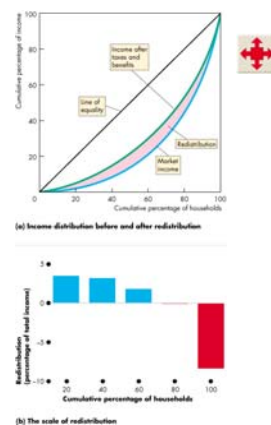 100
80
60
40
20
0
20
40
60
80
100
Cumulative percentage of income
Cumulative percentage of households
Income after
taxes and
benefits
Line of
equality
Redistribution
Market
income
(a) Income distribution before and after redistribution
5
0
-5
-10
20
40
60
80
100
Redistribution
(percentage of total income)
Cumulative percentage of households
(b) The scale of redistribution